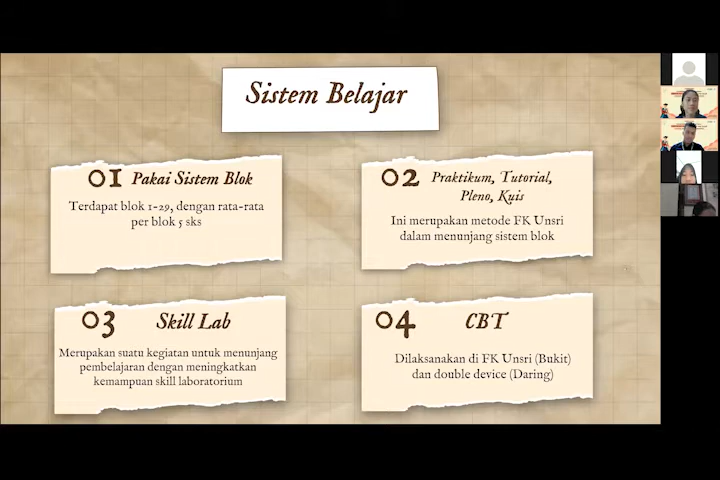 Sistem Belajar
01 Pakai Sistem Blok
Terdapat blok 1-29, dengan rata-rata
per blok 5 sks
02 Praktikum, Tutorial,
Pleno, Kuis
Ini merupakan metode FK Unsri
dalam menunjang sistem blok
03 Skill Lab
Merupakan suatu kegiatan untuk menunjang
pembelajaran dengan meningkatkan
kemampuan skill laboratorium
04 CBT
Dilaksanakan di FK Unsri (Bukit)
dan double device (Daring)